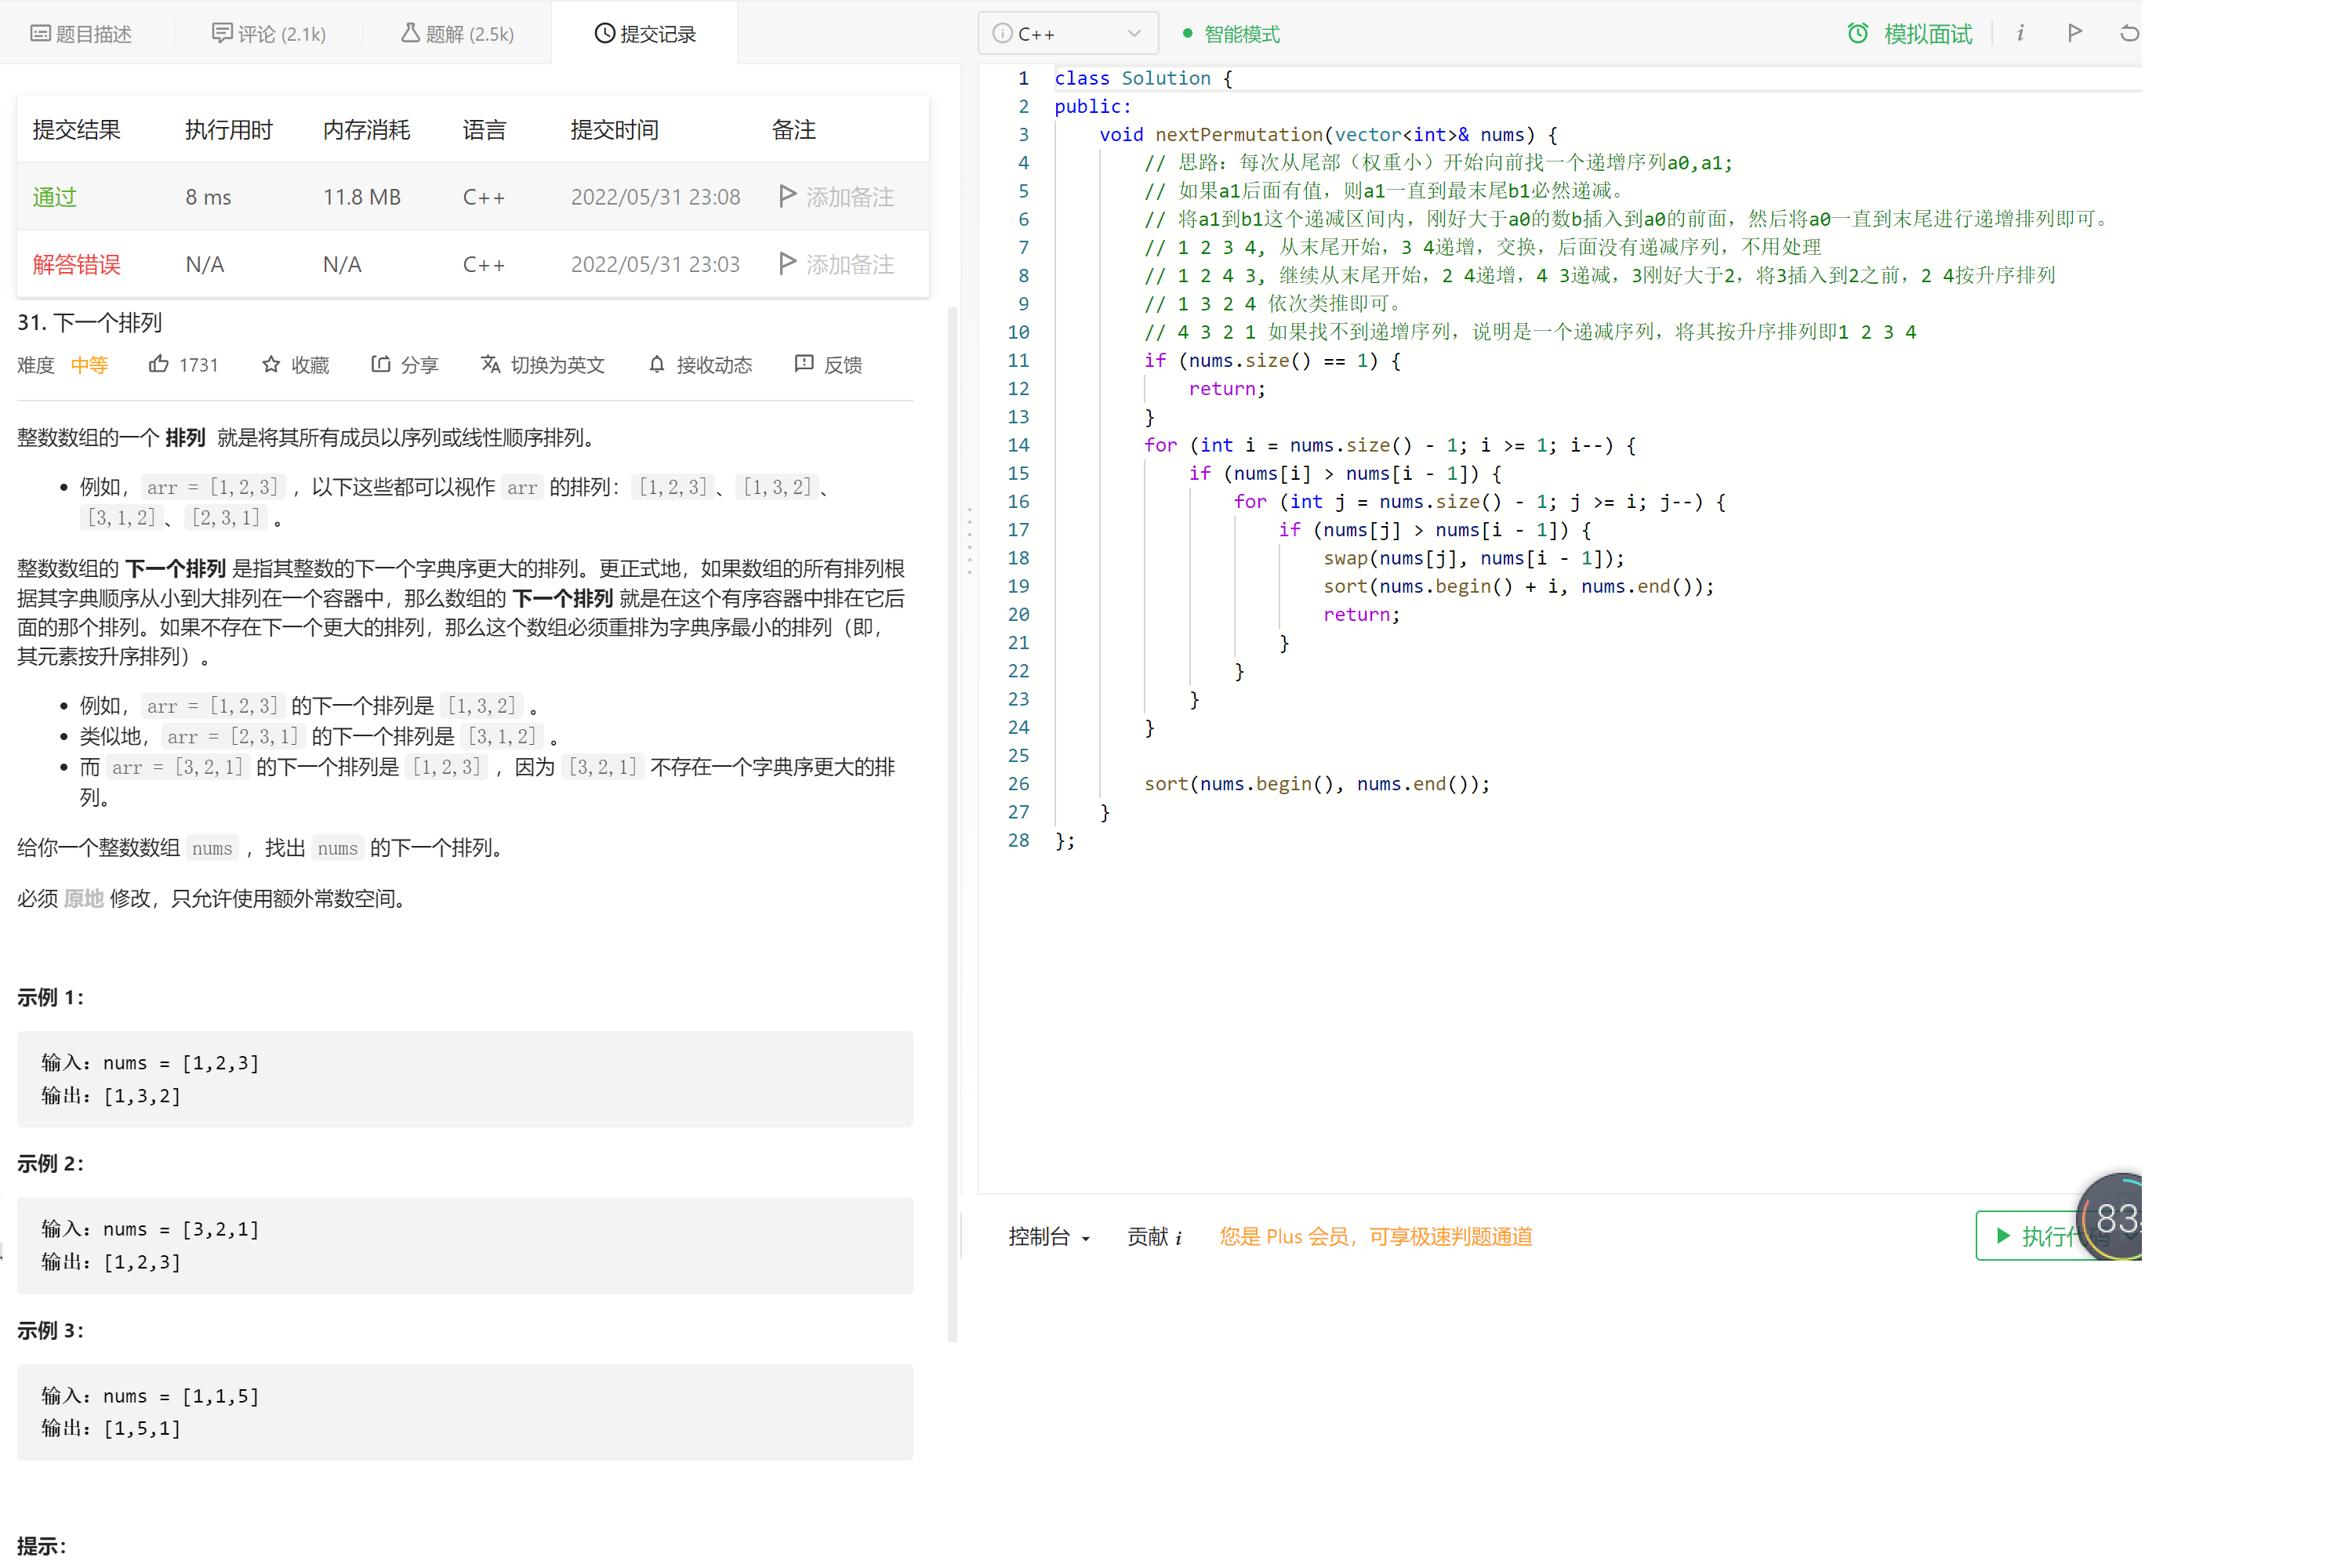 题目描述
评论 (2.1k)
题解 (2.5k)
提交记录
提交结果 执行用时 内存消耗 语言 提交时间 备注
通过 8 ms 11.8 MB C++ 2022/05/31 23:08 添加备注
解答错误 N/A N/A C++ 2022/05/31 23:03 添加备注
31. 下一个排列
难度 中等 1731 收藏 分享 切换为英文 接收动态 反馈
整数数组的一个 排列 就是将其所有成员以序列或线性顺序排列。
• 例如，arr = [1,2,3] ，以下这些都可以视作 arr 的排列：[1,2,3]、[1,3,2]、
[3,1,2]、[2,3,1] 。
整数数组的 下一个排列 是指其整数的下一个字典序更大的排列。更正式地，如果数组的所有排列根
据其字典顺序从小到大排列在一个容器中，那么数组的 下一个排列 就是在这个有序容器中排在它后
面的那个排列。如果不存在下一个更大的排列，那么这个数组必须重排为字典序最小的排列（即，
其元素按升序排列）。
• 例如，arr = [1,2,3] 的下一个排列是 [1,3,2] 。
• 类似地，arr = [2,3,1] 的下一个排列是 [3,1,2] 。
• 而 arr = [3,2,1] 的下一个排列是 [1,2,3] ，因为 [3,2,1] 不存在一个字典序更大的排
列。
给你一个整数数组 nums ，找出 nums 的下一个排列。
必须 原地 修改，只允许使用额外常数空间。
示例 1：
输入：nums = [1,2,3]
输出：[1,3,2]
示例 2：
输入：nums = [3,2,1]
输出：[1,2,3]
示例 3：
输入：nums = [1,1,5]
输出：[1,5,1]
提示：
C++ 智能模式 模拟面试
1 class Solution {
2 public:
3 void nextPermutation(vector<int>& nums) {
4 // 思路：每次从尾部（权重小）开始向前找一个递增序列a0,a1;
5 // 如果a1后面有值，则a1一直到最末尾b1必然递减。
6 // 将a1到b1这个递减区间内，刚好大于a0的数b插入到a0的前面，然后将a0一直到末尾进行递增排列即可。
7 // 1 2 3 4, 从末尾开始，3 4递增，交换，后面没有递减序列，不用处理
8 // 1 2 4 3, 继续从末尾开始，2 4递增，4 3递减，3刚好大于2，将3插入到2之前，2 4按升序排列
9 // 1 3 2 4 依次类推即可。
10 // 4 3 2 1 如果找不到递增序列，说明是一个递减序列，将其按升序排列即1 2 3 4
11 if (nums.size() == 1) {
12 return;
13 }
14 for (int i = nums.size() - 1; i >= 1; i--) {
15 if (nums[i] > nums[i - 1]) {
16 for (int j = nums.size() - 1; j >= i; j--) {
17 if (nums[j] > nums[i - 1]) {
18 swap(nums[j], nums[i - 1]);
19 sort(nums.begin() + i, nums.end());
20 return;
21 }
22 }
23 }
24 }
25
26 sort(nums.begin(), nums.end());
27 }
28 };
控制台 贡献 i 您是 Plus 会员，可享极速判题通道
执行代码
83